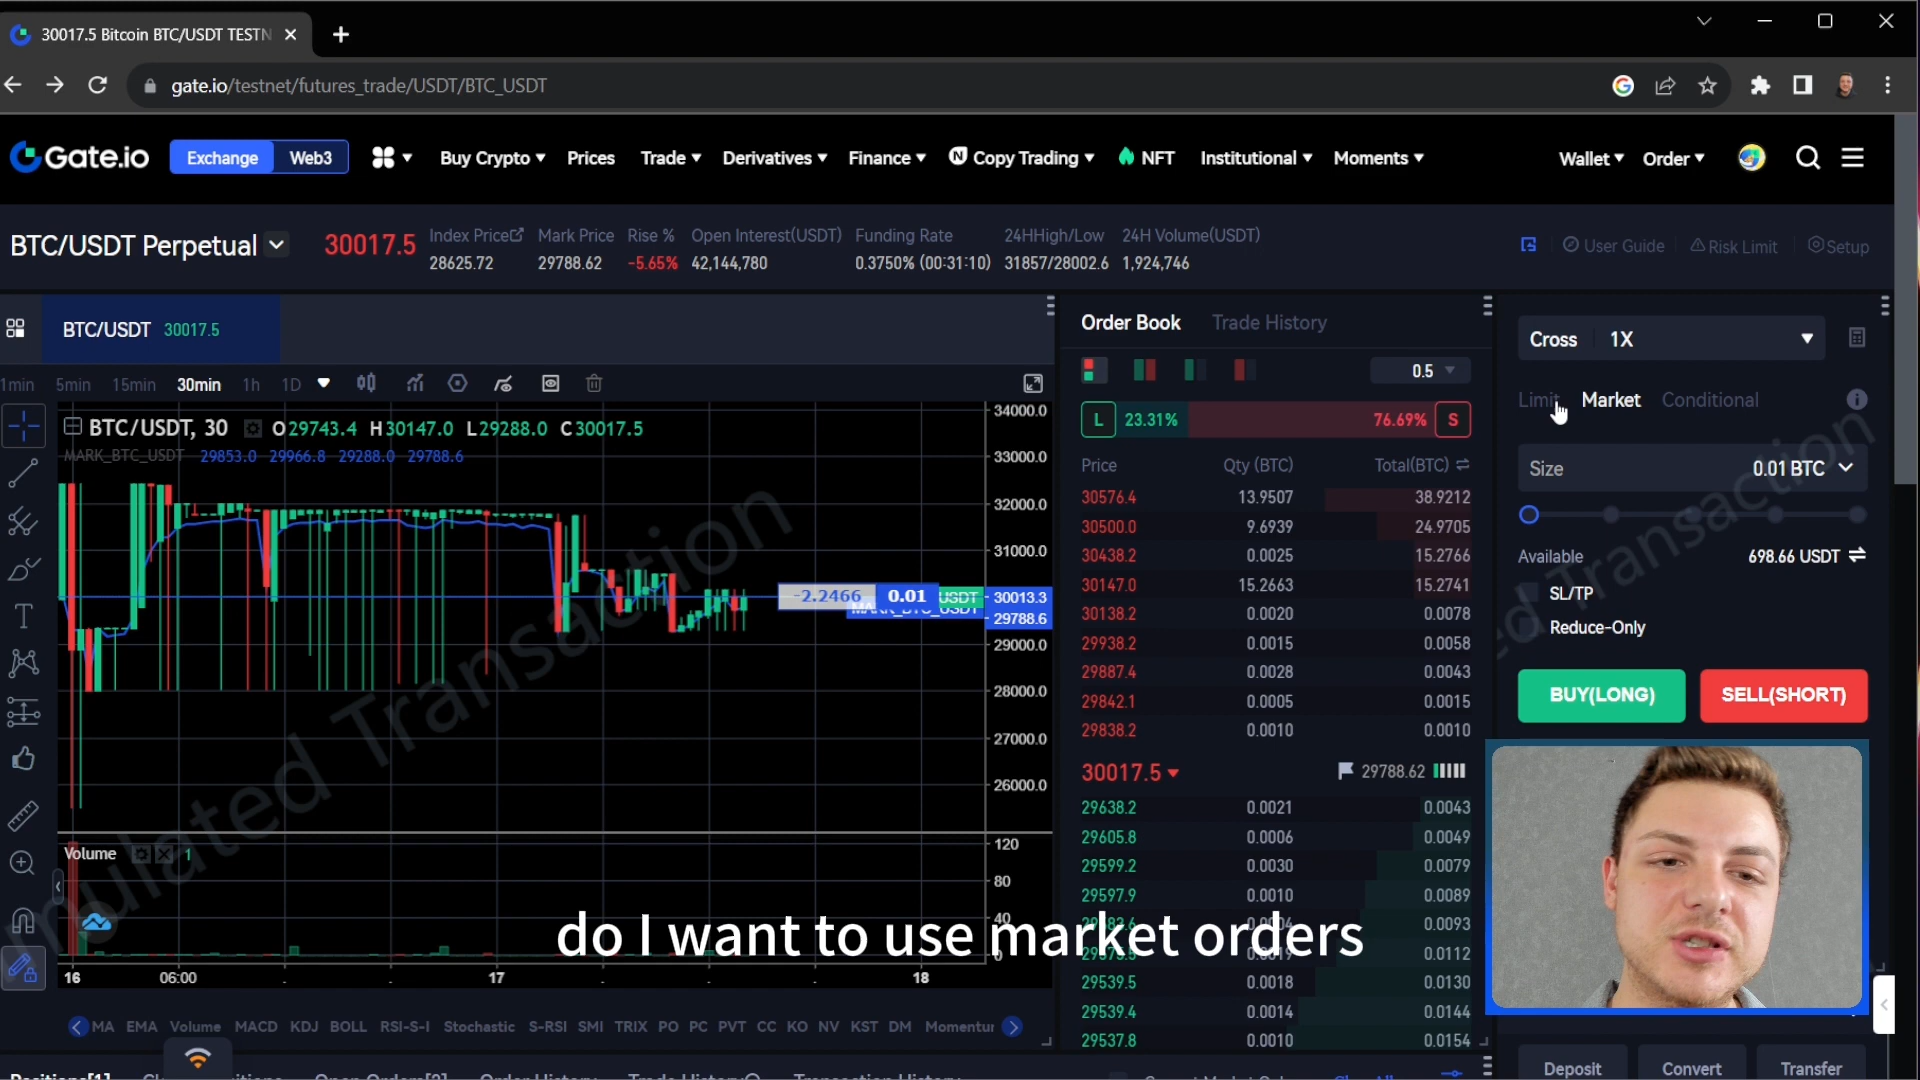 30017.5 Bitcoin BTC/USDT TESTN
gate.io/testnet/futures_trade/USDT/BTC_USDT
Gate.io Exchange Web3 Buy Crypto Prices Trade Derivatives Finance Copy Trading NFT Institutional Moments Wallet Order
BTC/USDT Perpetual 30017.5
Index Price Mark Price Rise % Open Interest(USDT) Funding Rate 24HHigh/Low 24H Volume(USDT)
28625.72 29788.62 -5.65% 42,144,780 0.3750% (00:31:10) 31857/28002.6 1,924,746
User Guide Risk Limit Setup
BTC/USDT 30017.5
1min 5min 15min 30min 1h 1D
BTC/USDT, 30 O29743.4 H30147.0 L29288.0 C30017.5
MARK_BTC_USDT 29853.0 29966.8 29288.0 29788.6
34000.0
33000.0
32000.0
31000.0
-2.2466 0.01 USDT 30013.3
MARK_BTC_USDT 29788.6
29000.0
28000.0
27000.0
26000.0
Volume 1
120
80
40
0
16 06:00 17 18
MA EMA Volume MACD KDJ BOLL RSI-S-I Stochastic S-RSI SMI TRIX PO PC PVT CC KO NV KST DM Momentum
Positions[1]
Order History
Transaction History
Order Book Trade History
0.5
L 23.31% 76.69% S
Price Qty (BTC) Total(BTC)
30576.4 13.9507 38.9212
30500.0 9.6939 24.9705
30438.2 0.0025 15.2766
30147.0 15.2663 15.2741
30138.2 0.0020 0.0078
29938.2 0.0015 0.0058
29887.4 0.0028 0.0043
29842.1 0.0005 0.0015
29838.2 0.0010 0.0010
30017.5 29788.62
29638.2 0.0021 0.0043
29605.8 0.0006 0.0049
29599.2 0.0030 0.0079
29597.9 0.0010 0.0089
0.0093
0.0112
29539.5 0.0018 0.0130
29539.4 0.0014 0.0144
29537.8 0.0010 0.0154
Cross 1X
Limit Market Conditional
Size 0.01 BTC
Available 698.66 USDT
SL/TP
Reduce-Only
BUY(LONG) SELL(SHORT)
Deposit Convert Transfer
do I want to use market orders
mulated Transaction
ed Transaction